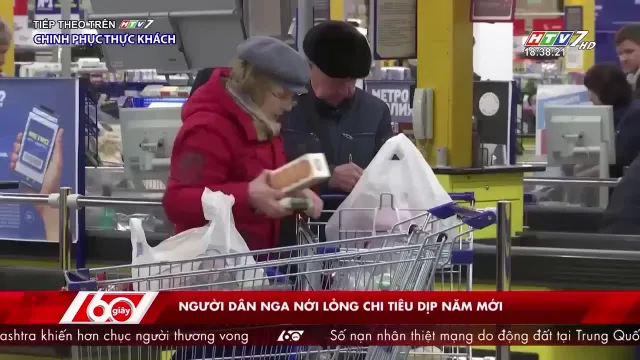 TIẾP THEO TRÊN HTV7
CHINH PHỤC THỰC KHÁCH
HTV7 HD
18:38:21
МЕТРО
60 giây
NGƯỜI DÂN NGA NỚI LỎNG CHI TIÊU DỊP NĂM MỚI
ashtra khiến hơn chục người thương vong
60
Số nạn nhân thiệt mạng do động đất tại Trung Quố